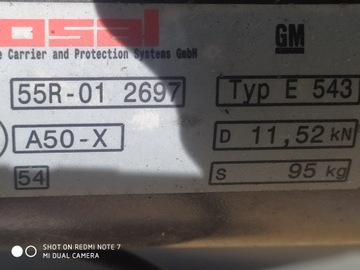 osal GM
e Carrier and Protection Systems GmbH
55R-01 2697 Typ E 543
A50-X D 11,52 kN
54 S 95 kg
SHOT ON REDMI NOTE 7
MI DUAL CAMERA